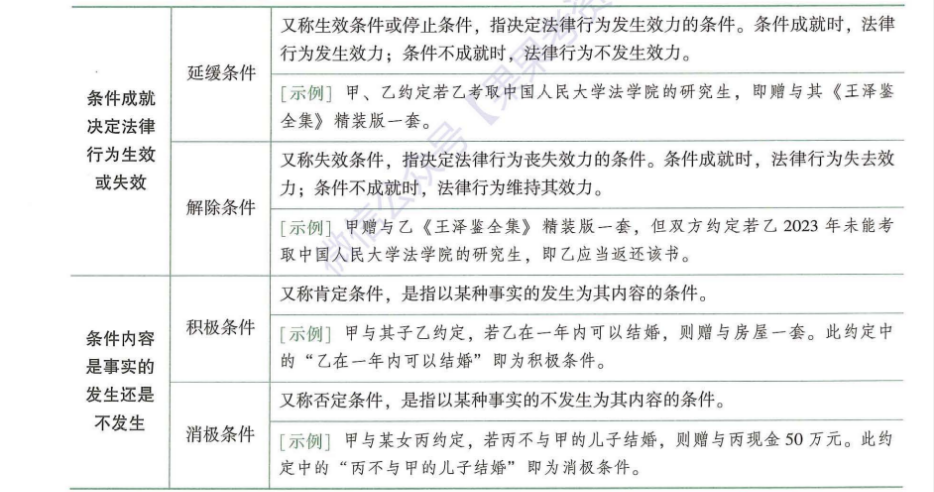 条件成就
决定法律
行为生效
或失效
延缓条件
又称生效条件或停止条件，指决定法律行为发生效力的条件。条件成就时，法律
行为发生效力；条件不成就时，法律行为不发生效力。
[示例] 甲、乙约定若乙考取中国人民大学法学院的研究生，即赠与其《王泽鉴
全集》精装版一套。
解除条件
又称失效条件，指决定法律行为丧失效力的条件。条件成就时，法律行为失去效
力；条件不成就时，法律行为维持其效力。
[示例] 甲赠与乙《王泽鉴全集》精装版一套，但双方约定若乙 2023 年未能考
取中国人民大学法学院的研究生，即乙应当返还该书。
条件内容
是事实的
发生还是
不发生
积极条件
又称肯定条件，是指以某种事实的发生为其内容的条件。
[示例] 甲与其子乙约定，若乙在一年内可以结婚，则赠与房屋一套。此约定中
的“乙在一年内可以结婚”即为积极条件。
消极条件
又称否定条件，是指以某种事实的不发生为其内容的条件。
[示例] 甲与某女丙约定，若丙不与甲的儿子结婚，则赠与丙现金 50 万元。此约
定中的“丙不与甲的儿子结婚”即为消极条件。
微信公众号【果果考